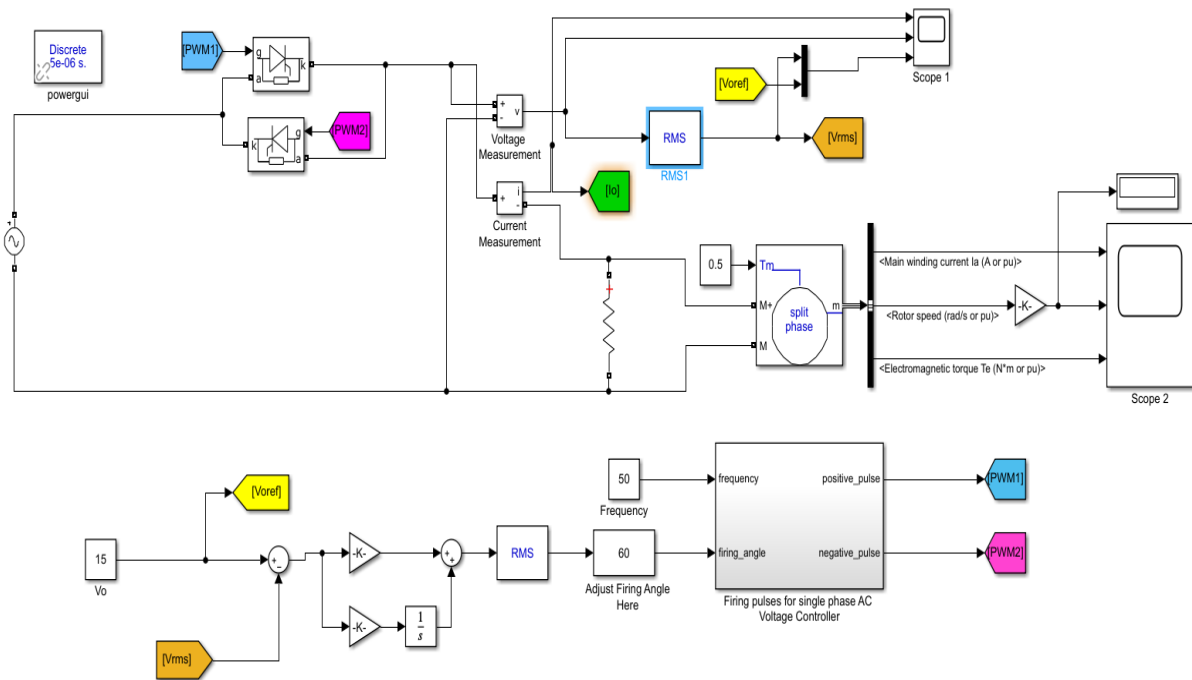 Discrete
5e-06 s.
powergui
[PWM1]
g
a
k
[PWM2]
g
k
a
+
-
v
Voltage
Measurement
+
i
-
Current
Measurement
[Io]
RMS
RMS1
[Voref]
[Vrms]
Scope 1
+
+
0.5
Tm
M+
M
m
split
phase
<Main winding current Ia (A or pu)>
<Rotor speed (rad/s or pu)>
<Electromagnetic torque Te (N*m or pu)>
-K-
Scope 2
[Voref]
15
Vo
[Vrms]
+
-
-K-
-K-
1
s
+
+
RMS
50
Frequency
60
Adjust Firing Angle
Here
frequency
firing_angle
positive_pulse
negative_pulse
Firing pulses for single phase AC
Voltage Controller
[PWM1]
[PWM2]